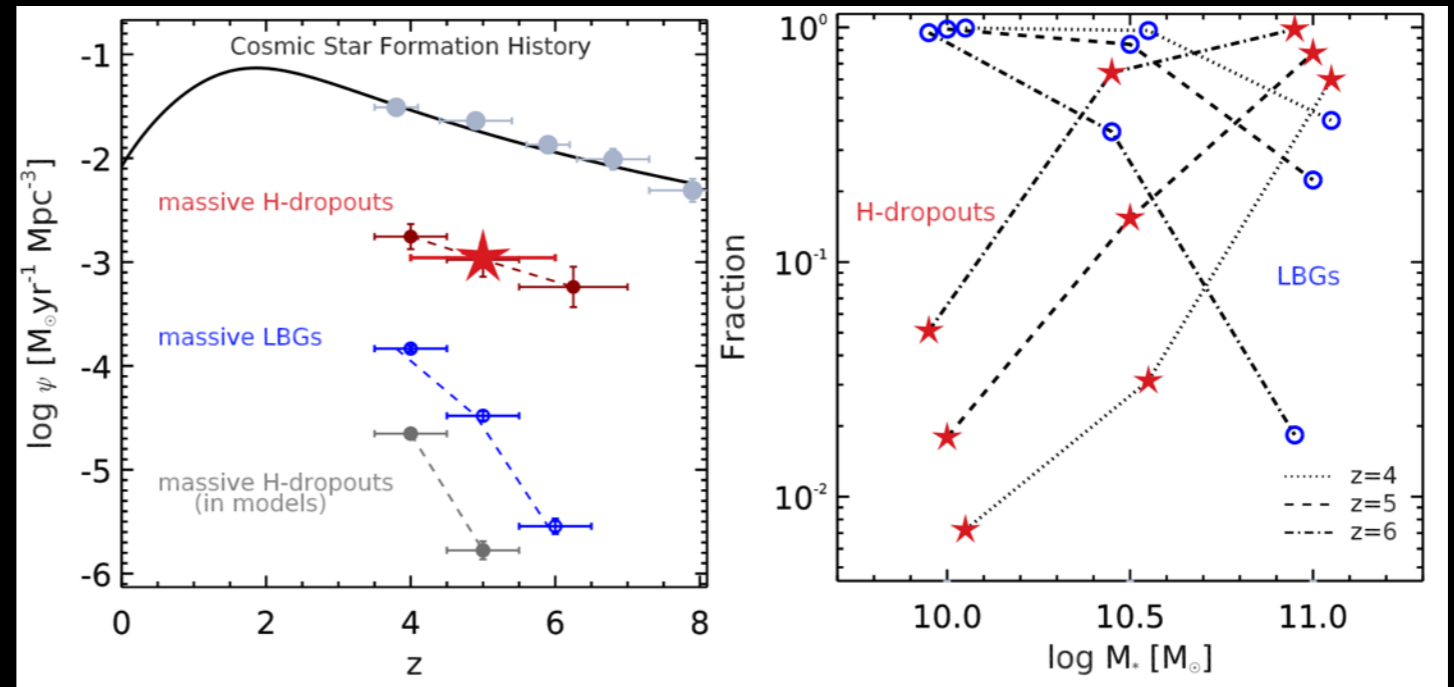 Cosmic Star Formation History
massive H-dropouts
massive LBGs
massive H-dropouts
(in models)
log ψ [M☉yr⁻¹ Mpc⁻³]
-1
-2
-3
-4
-5
-6
0 2 4 6 8
z
Fraction
10⁰
10⁻¹
10⁻²
H-dropouts
LBGs
z=4
z=5
z=6
10.0 10.5 11.0
log M* [M☉]